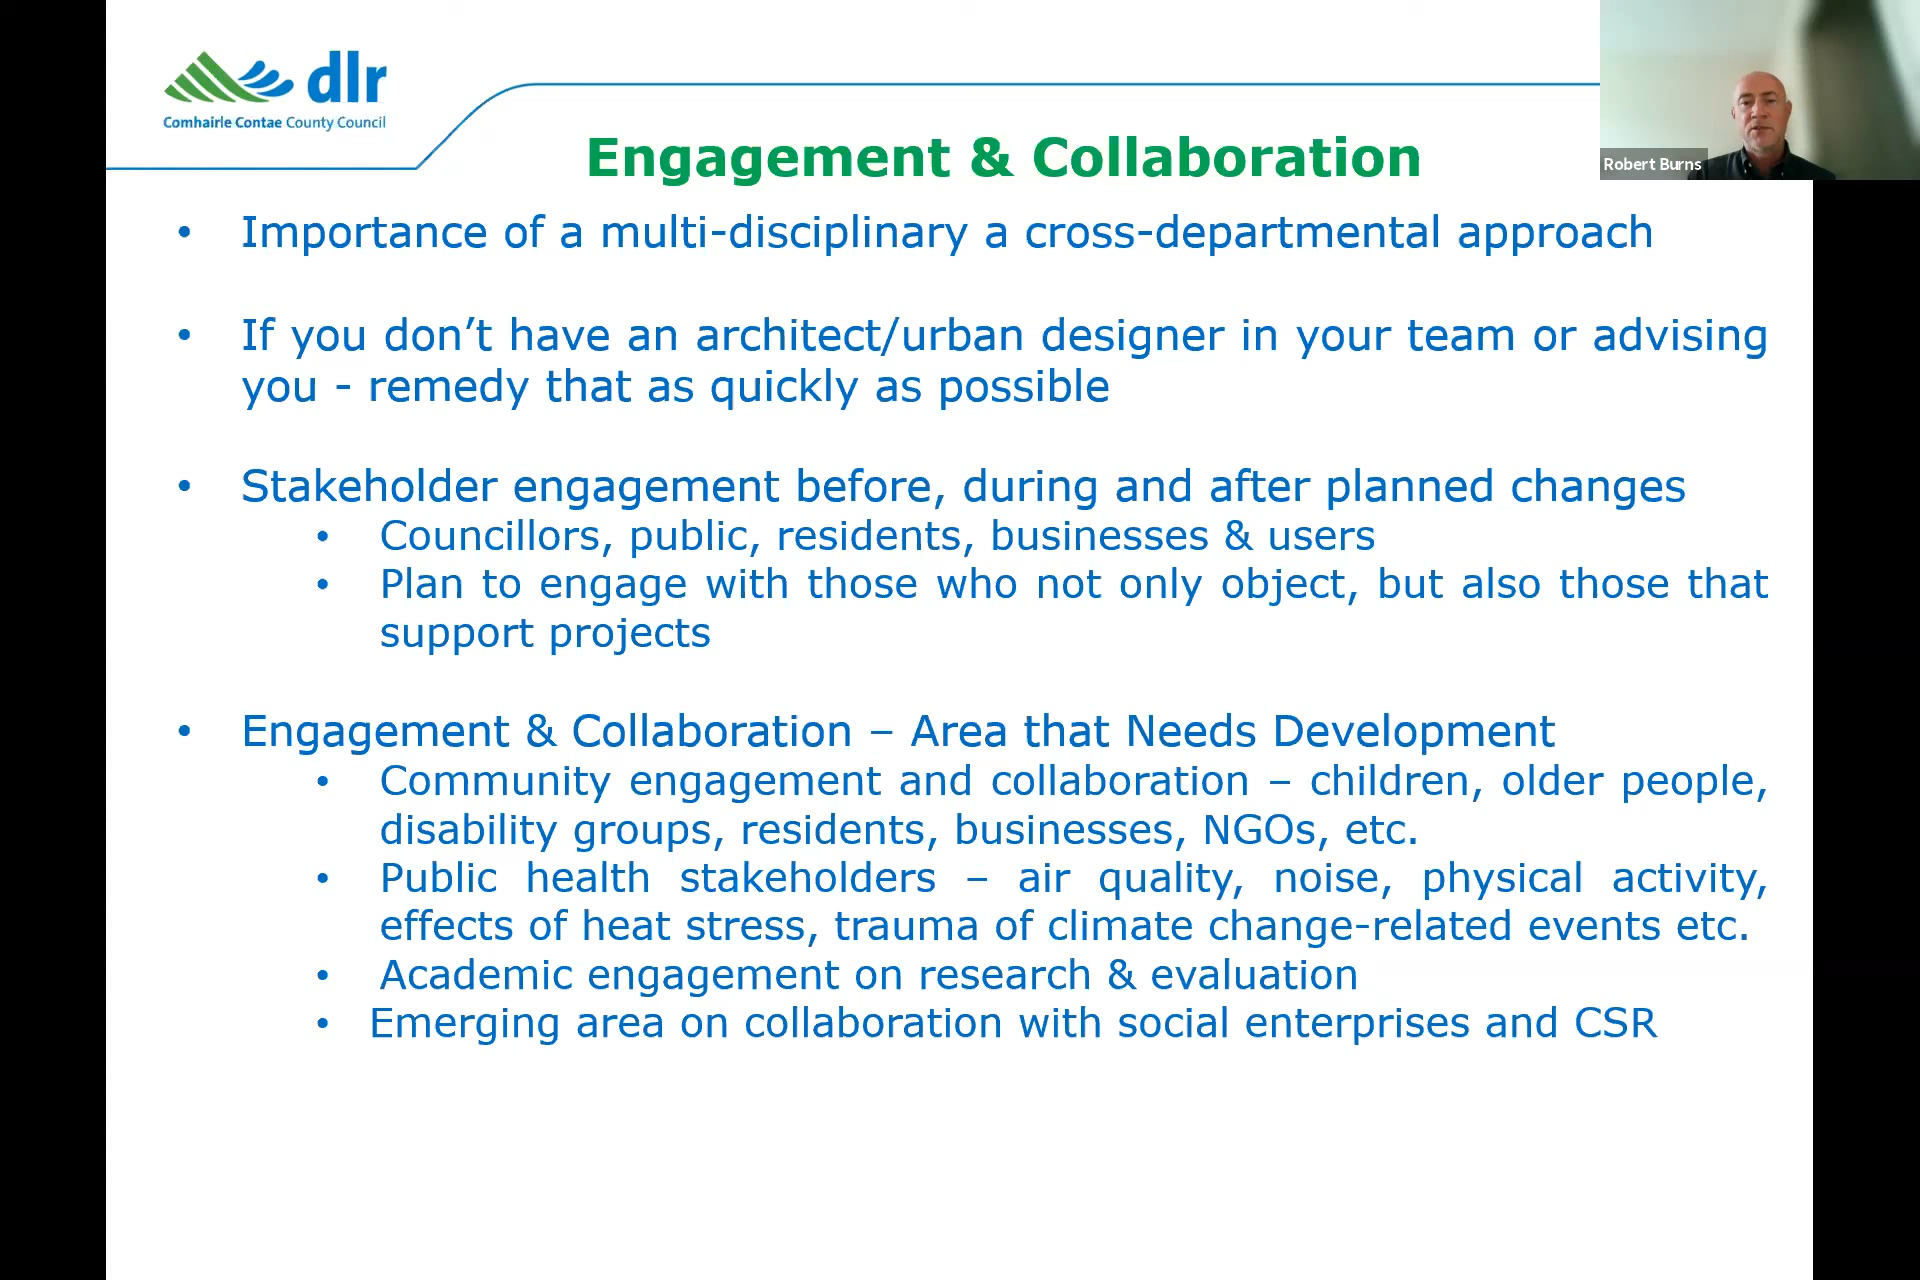 dlr
Comhairle Contae County Council
Robert Burns
Engagement & Collaboration
• Importance of a multi-disciplinary a cross-departmental approach
• If you don’t have an architect/urban designer in your team or advising
you - remedy that as quickly as possible
• Stakeholder engagement before, during and after planned changes
• Councillors, public, residents, businesses & users
• Plan to engage with those who not only object, but also those that
support projects
• Engagement & Collaboration – Area that Needs Development
• Community engagement and collaboration – children, older people,
disability groups, residents, businesses, NGOs, etc.
• Public health stakeholders – air quality, noise, physical activity,
effects of heat stress, trauma of climate change-related events etc.
• Academic engagement on research & evaluation
• Emerging area on collaboration with social enterprises and CSR